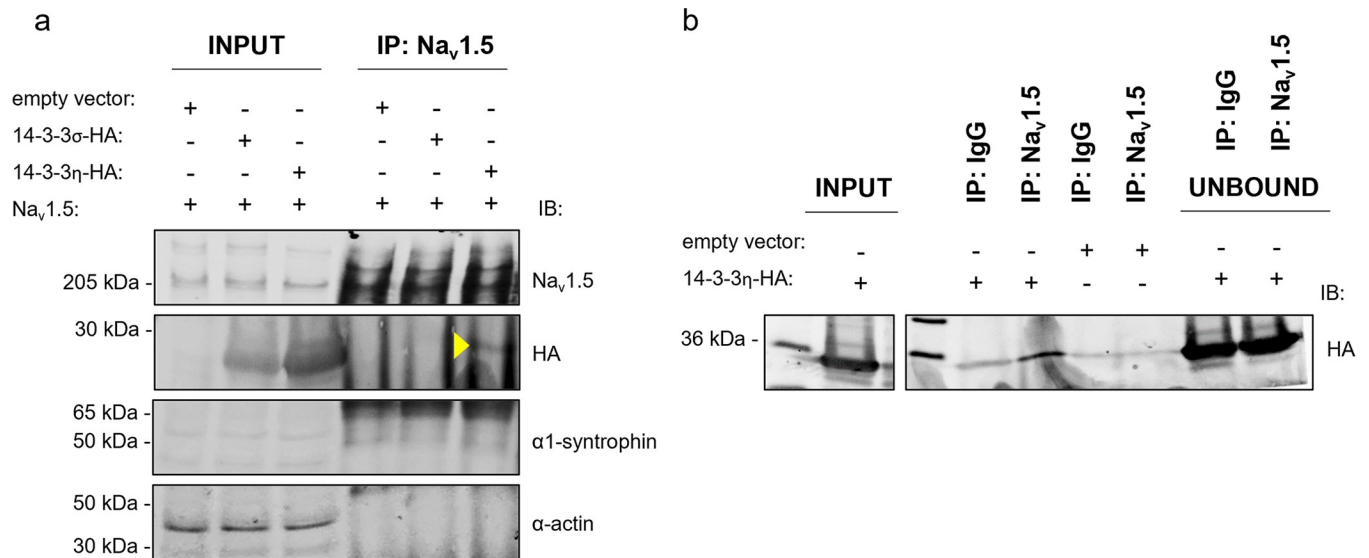 a
INPUT IP: Nav1.5
empty vector: + - - + - -
14-3-3σ-HA: - + - - + -
14-3-3η-HA: - - + - - +
Nav1.5: + + + + + + IB:
205 kDa - Nav1.5
30 kDa - HA
65 kDa -
50 kDa - α1-syntrophin
50 kDa -
α-actin
30 kDa -
b
IP: IgG
IP: Nav1.5
IP: IgG
IP: Nav1.5
IP: IgG
IP: Nav1.5
INPUT UNBOUND
empty vector: - - - + + - -
14-3-3η-HA: + + + - - + + IB:
36 kDa - HA